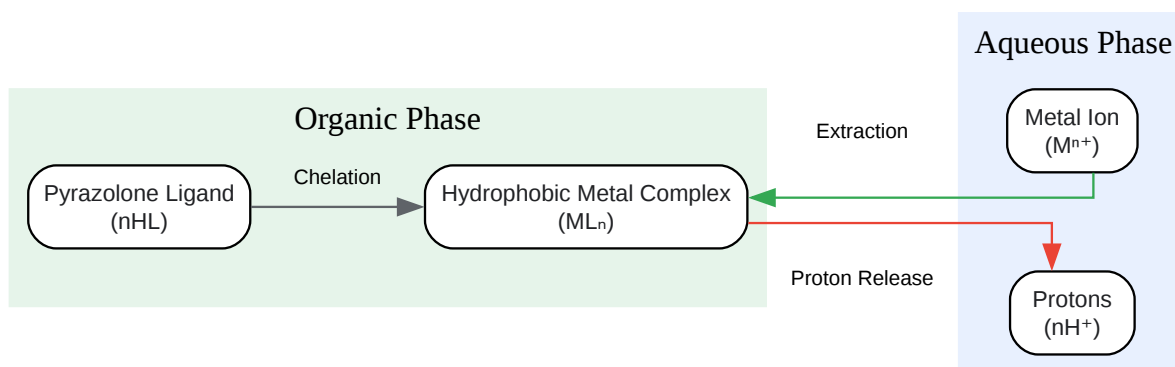 Aqueous Phase
Organic Phase
Extraction
Metal Ion
(Mⁿ⁺)
Pyrazolone Ligand
(nHL)
Chelation
Hydrophobic Metal Complex
(MLₙ)
Proton Release
Protons
(nH⁺)